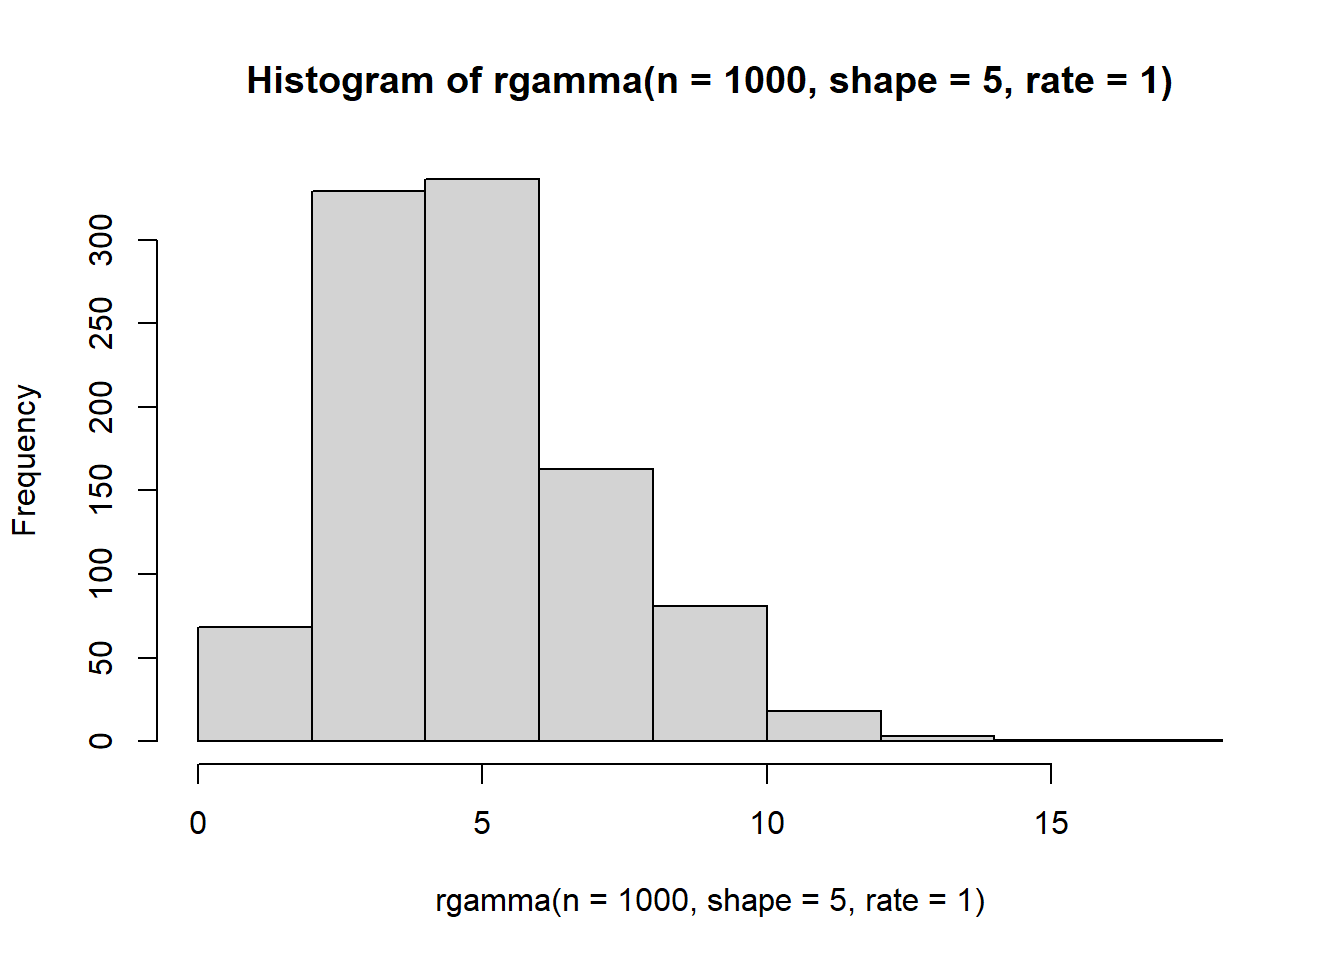 Histogram of rgamma(n = 1000, shape = 5, rate = 1)
Frequency
300
250
200
150
100
50
0
0 5 10 15
rgamma(n = 1000, shape = 5, rate = 1)